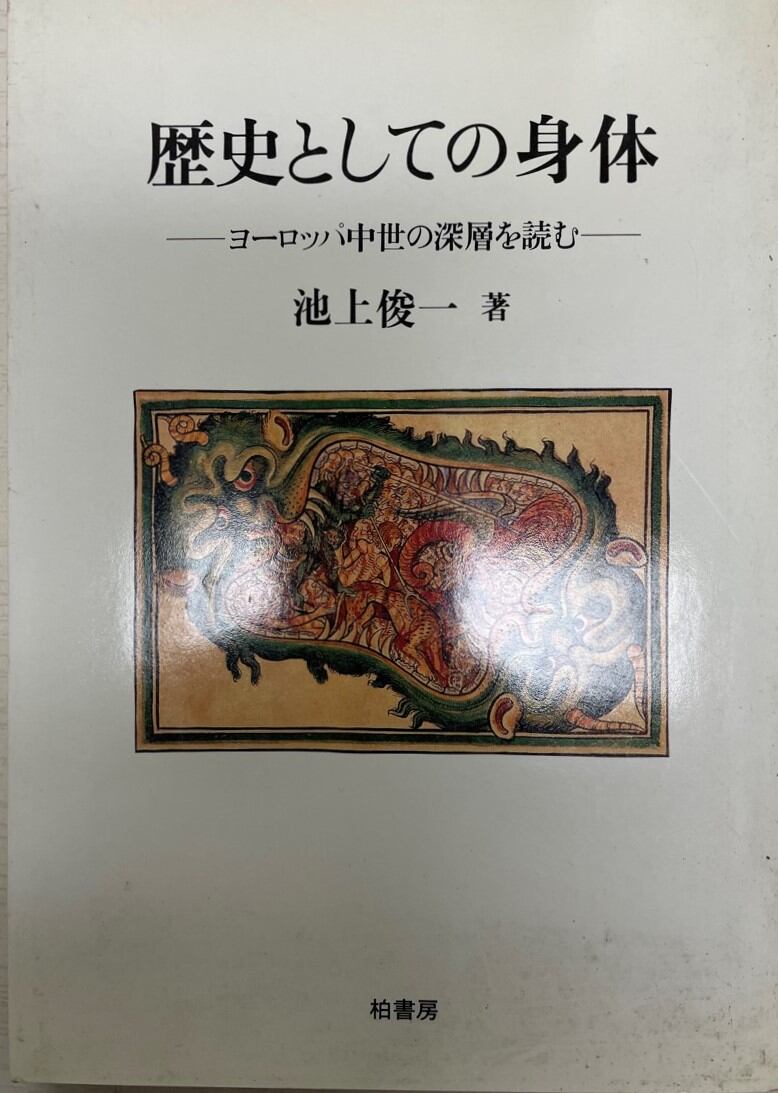 歴史としての身体
――ヨーロッパ中世の深層を読む――
池上俊一 著
柏書房